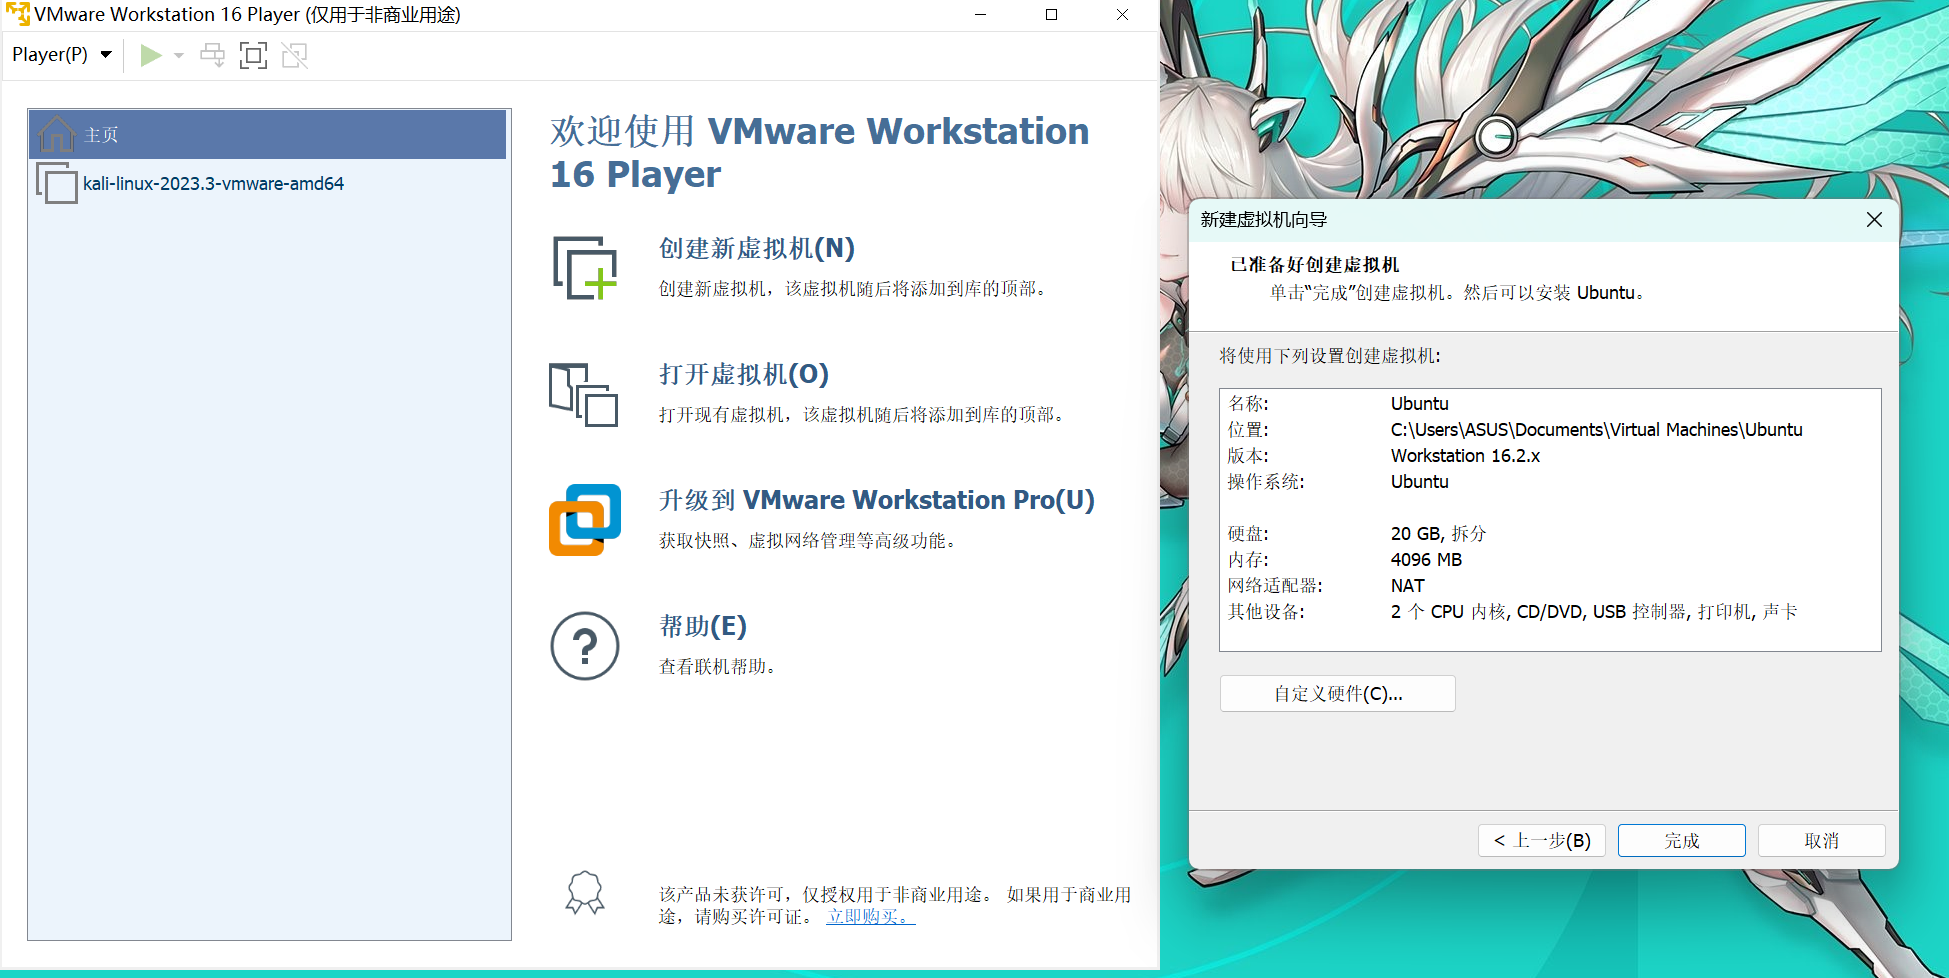 VMware Workstation 16 Player (仅用于非商业用途)
Player(P)
主页
kali-linux-2023.3-vmware-amd64
欢迎使用 VMware Workstation
16 Player
创建新虚拟机(N)
创建新虚拟机，该虚拟机随后将添加到库的顶部。
打开虚拟机(O)
打开现有虚拟机，该虚拟机随后将添加到库的顶部。
升级到 VMware Workstation Pro(U)
获取快照、虚拟网络管理等高级功能。
帮助(E)
查看联机帮助。
该产品未获许可，仅授权用于非商业用途。 如果用于商业用
途，请购买许可证。 立即购买。
新建虚拟机向导
已准备好创建虚拟机
单击“完成”创建虚拟机。然后可以安装 Ubuntu。
将使用下列设置创建虚拟机:
名称: Ubuntu
位置: C:\Users\ASUS\Documents\Virtual Machines\Ubuntu
版本: Workstation 16.2.x
操作系统: Ubuntu
硬盘: 20 GB, 拆分
内存: 4096 MB
网络适配器: NAT
其他设备: 2 个 CPU 内核, CD/DVD, USB 控制器, 打印机, 声卡
自定义硬件(C)...
< 上一步(B) 完成 取消